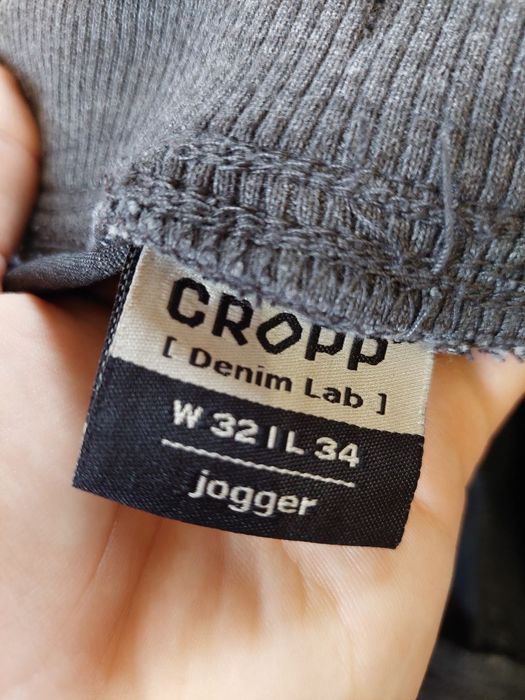 CROPP
[ Denim Lab ]
W 32 | L 34
jogger